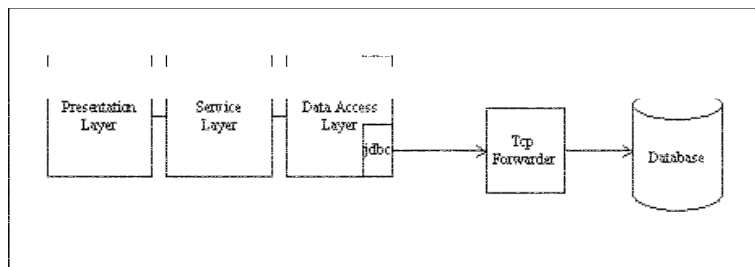 Presentation
Layer
Service
Layer
Data Access
Layer
jdbc
Tcp
Forwarder
Database